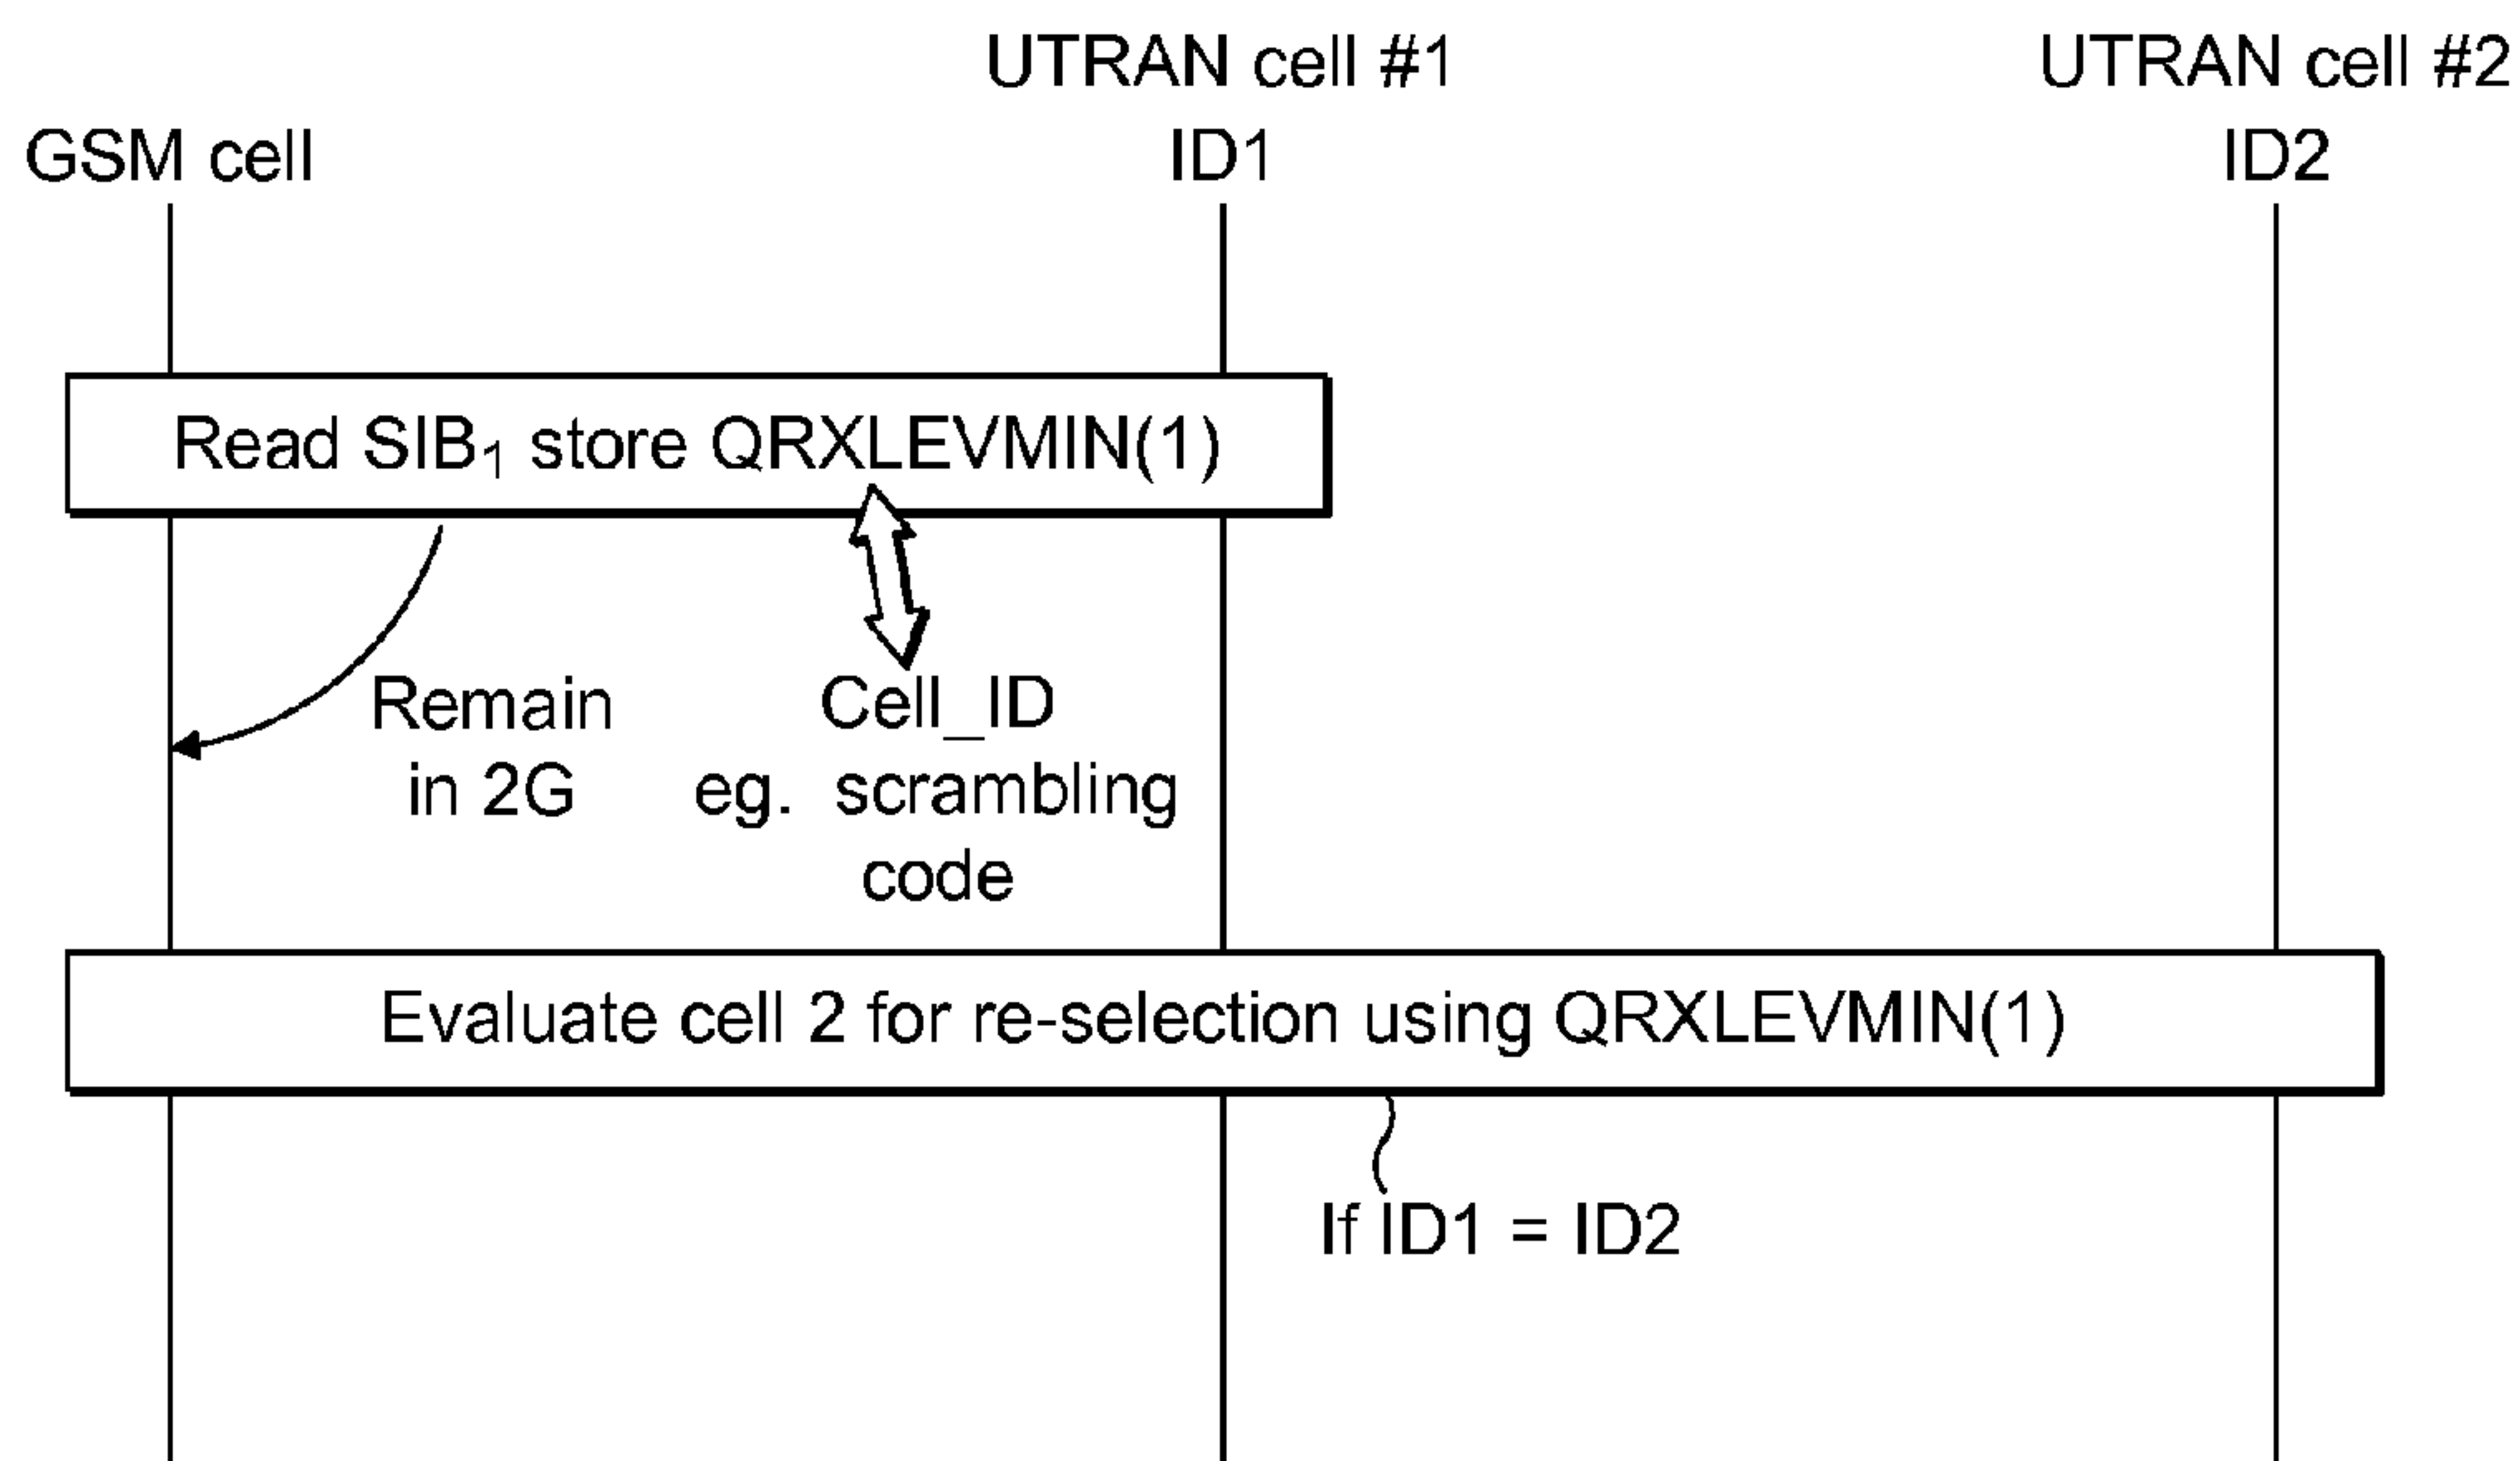 UTRAN cell #1
UTRAN cell #2
GSM cell
ID1
ID2
Read SIB₁ store QRXLEVMIN(1)
Remain
in 2G
Cell_ID
eg. scrambling
code
Evaluate cell 2 for re-selection using QRXLEVMIN(1)
If ID1 = ID2